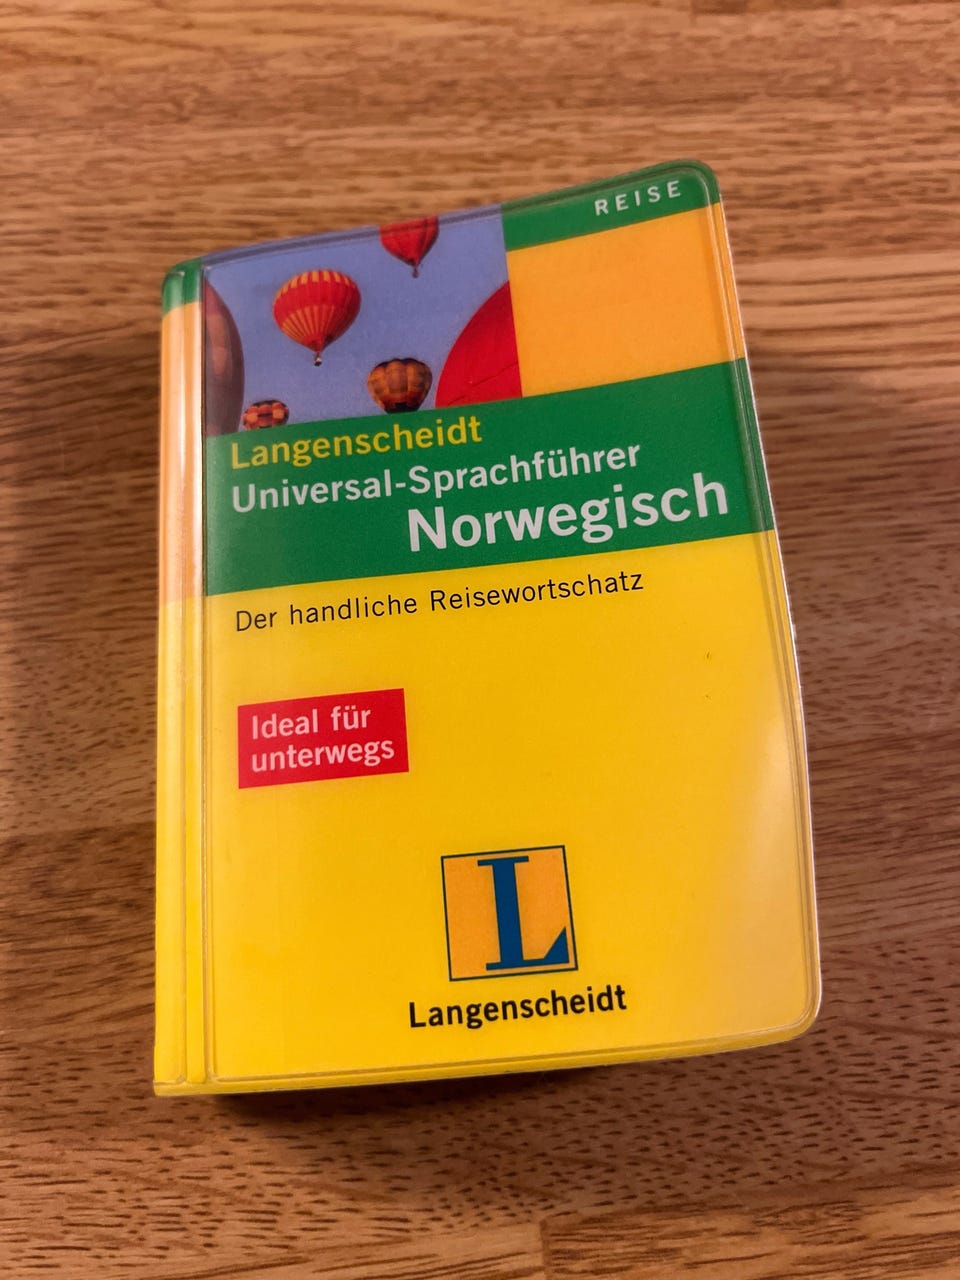 REISE
Langenscheidt
Universal-Sprachführer
Norwegisch
Der handliche Reisewortschatz
Ideal für
unterwegs
L
Langenscheidt